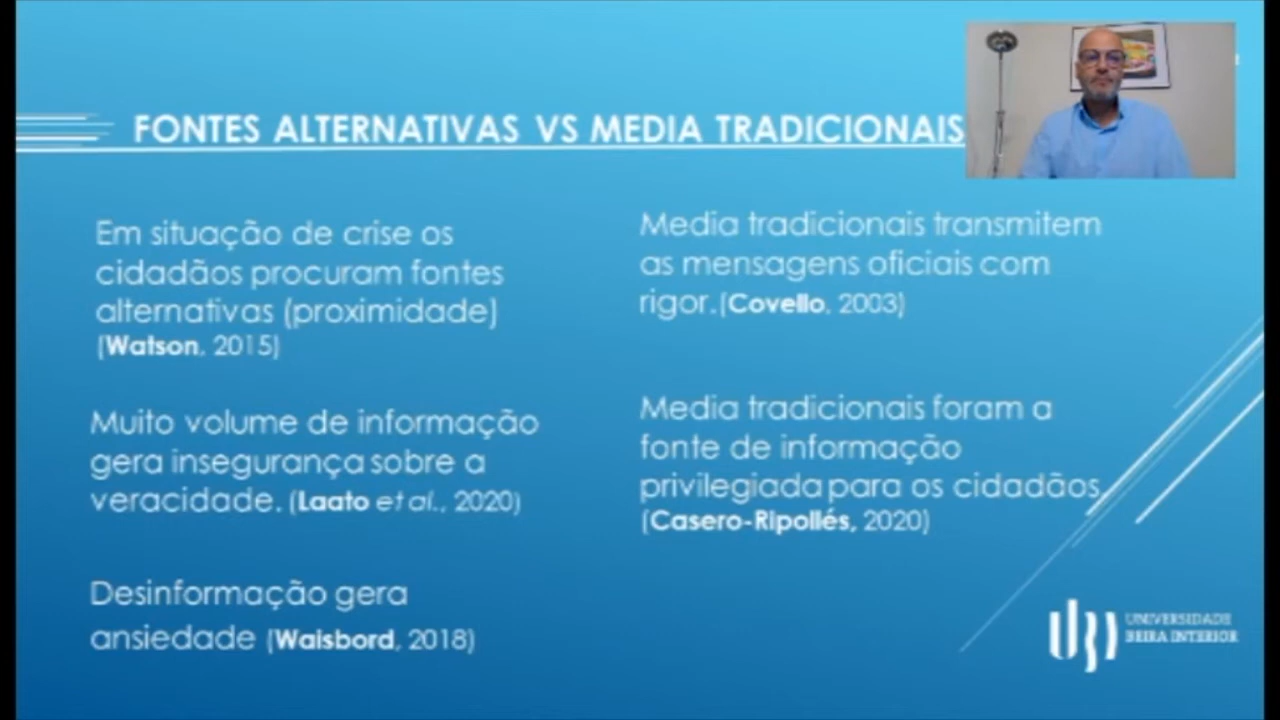 FONTES ALTERNATIVAS VS MEDIA TRADICIONAIS
Em situação de crise os
cidadãos procuram fontes
alternativas (proximidade)
(Watson, 2015)
Muito volume de informação
gera insegurança sobre a
veracidade. (Laato et al., 2020)
Desinformação gera
ansiedade (Waisbord, 2018)
Media tradicionais transmitem
as mensagens oficiais com
rigor.(Covello, 2003)
Media tradicionais foram a
fonte de informação
privilegiada para os cidadãos.
(Casero-Ripollés, 2020)
ubi
UNIVERSIDADE
BEIRA INTERIOR